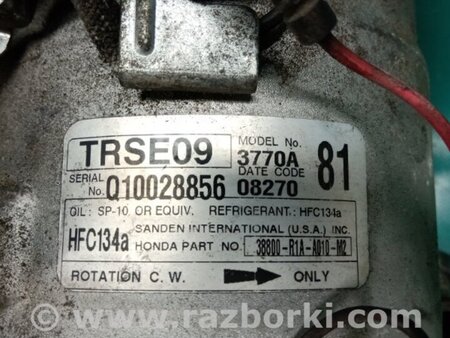 TRSE09 MODEL No. 3770A 81
SERIAL No. Q10028856 DATE CODE 08270
OIL: SP-10 OR EQUIV. REFRIGERANT: HFC134a
HFC134a SANDEN INTERNATIONAL (U.S.A.) INC.
HONDA PART NO. 38800-R1A-A010-M2
ROTATION C.W. ONLY
www.razborki.com